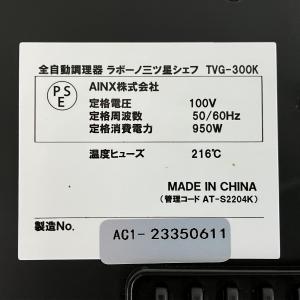 全自動調理器 ラボーノ三ツ星シェフ TVG-300K
PSE
AINX株式会社
定格電圧 100V
定格周波数 50/60Hz
定格消費電力 950W
温度ヒューズ 216℃
MADE IN CHINA
(管理コード AT-S2204K)
製造No. AC1- 23350611